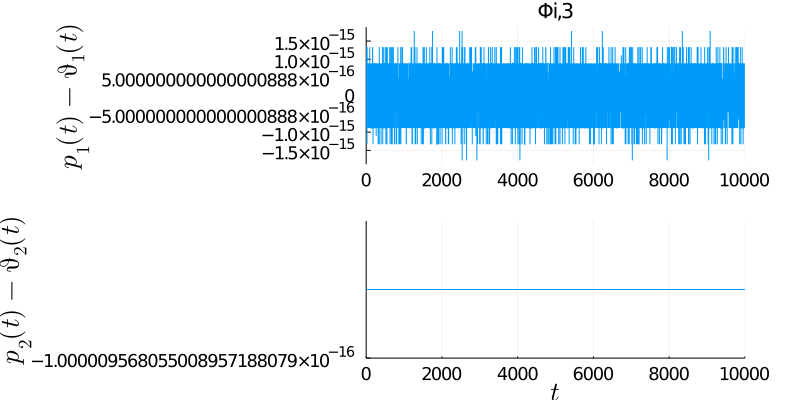 Φi,3
p₁(t) − ϑ₁(t)
1.5×10⁻¹⁵
1.0×10⁻¹⁵
5.0000000000000000888×10⁻¹⁶
0
−5.0000000000000000888×10⁻¹⁶
−1.0×10⁻¹⁵
−1.5×10⁻¹⁵
0 2000 4000 6000 8000 10000
p₂(t) − ϑ₂(t)
−1.0000095680550089571880​79×10⁻¹⁶
0 2000 4000 6000 8000 10000
t